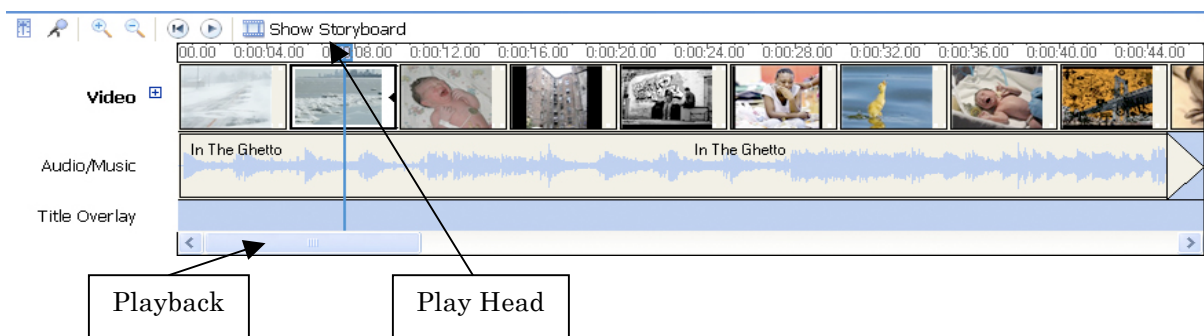 Show Storyboard
00.00 0:00:04.00 0:00:08.00 0:00:12.00 0:00:16.00 0:00:20.00 0:00:24.00 0:00:28.00 0:00:32.00 0:00:36.00 0:00:40.00 0:00:44.00
Video
In The Ghetto In The Ghetto
Audio/Music
Title Overlay
Playback Play Head